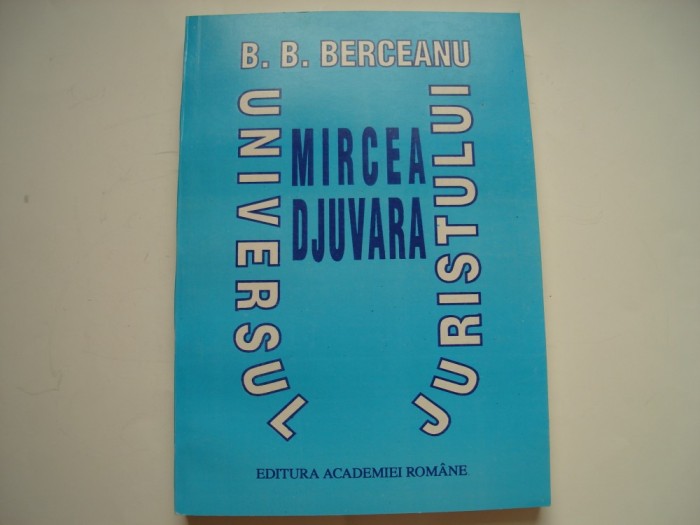 B. B. BERCEANU
UNIVERSUL
JURISTULUI
MIRCEA
DJUVARA
EDITURA ACADEMIEI ROMÂNE